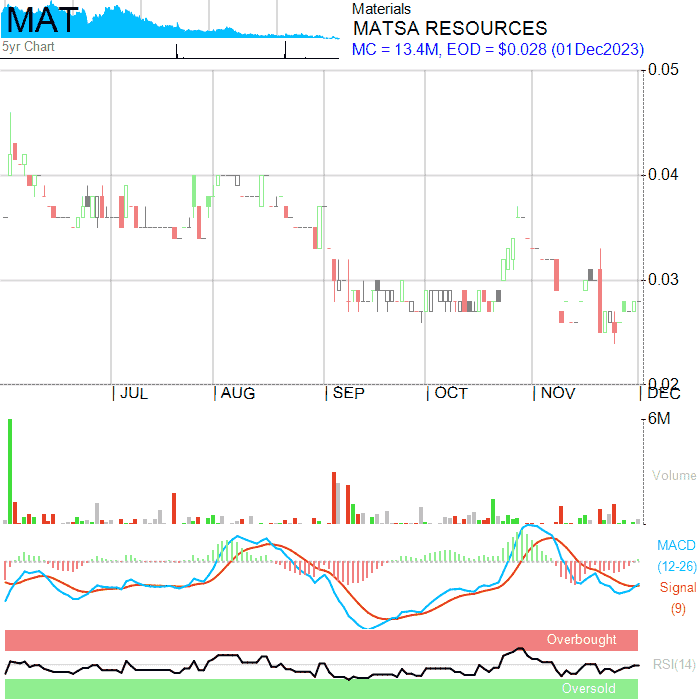 MAT
Materials
MATSA RESOURCES
5yr Chart
MC = 13.4M, EOD = $0.028 (01Dec2023)
0.05
0.04
0.03
0.02
JUL
AUG
SEP
OCT
NOV
DEC
6M
Volume
MACD
(12-26)
Signal
(9)
Overbought
RSI(14)
Oversold